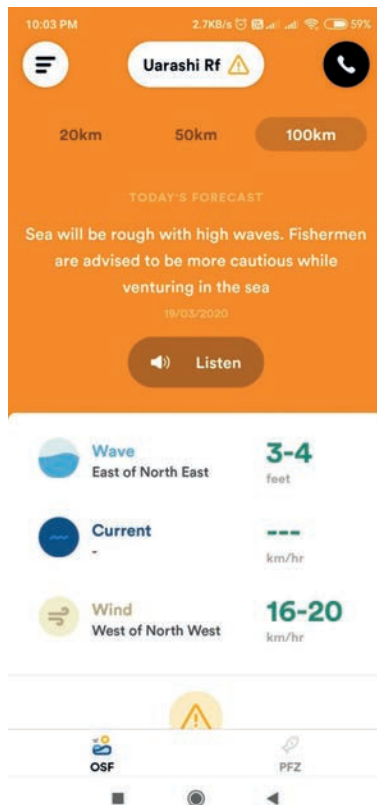 10:03 PM 2.7KB/s 59%
Uarashi Rf
20km 50km 100km
TODAY'S FORECAST
Sea will be rough with high waves. Fishermen
are advised to be more cautious while
venturing in the sea
19/03/2020
Listen
Wave 3-4
East of North East feet
Current ---
- km/hr
Wind 16-20
West of North West km/hr
OSF PFZ